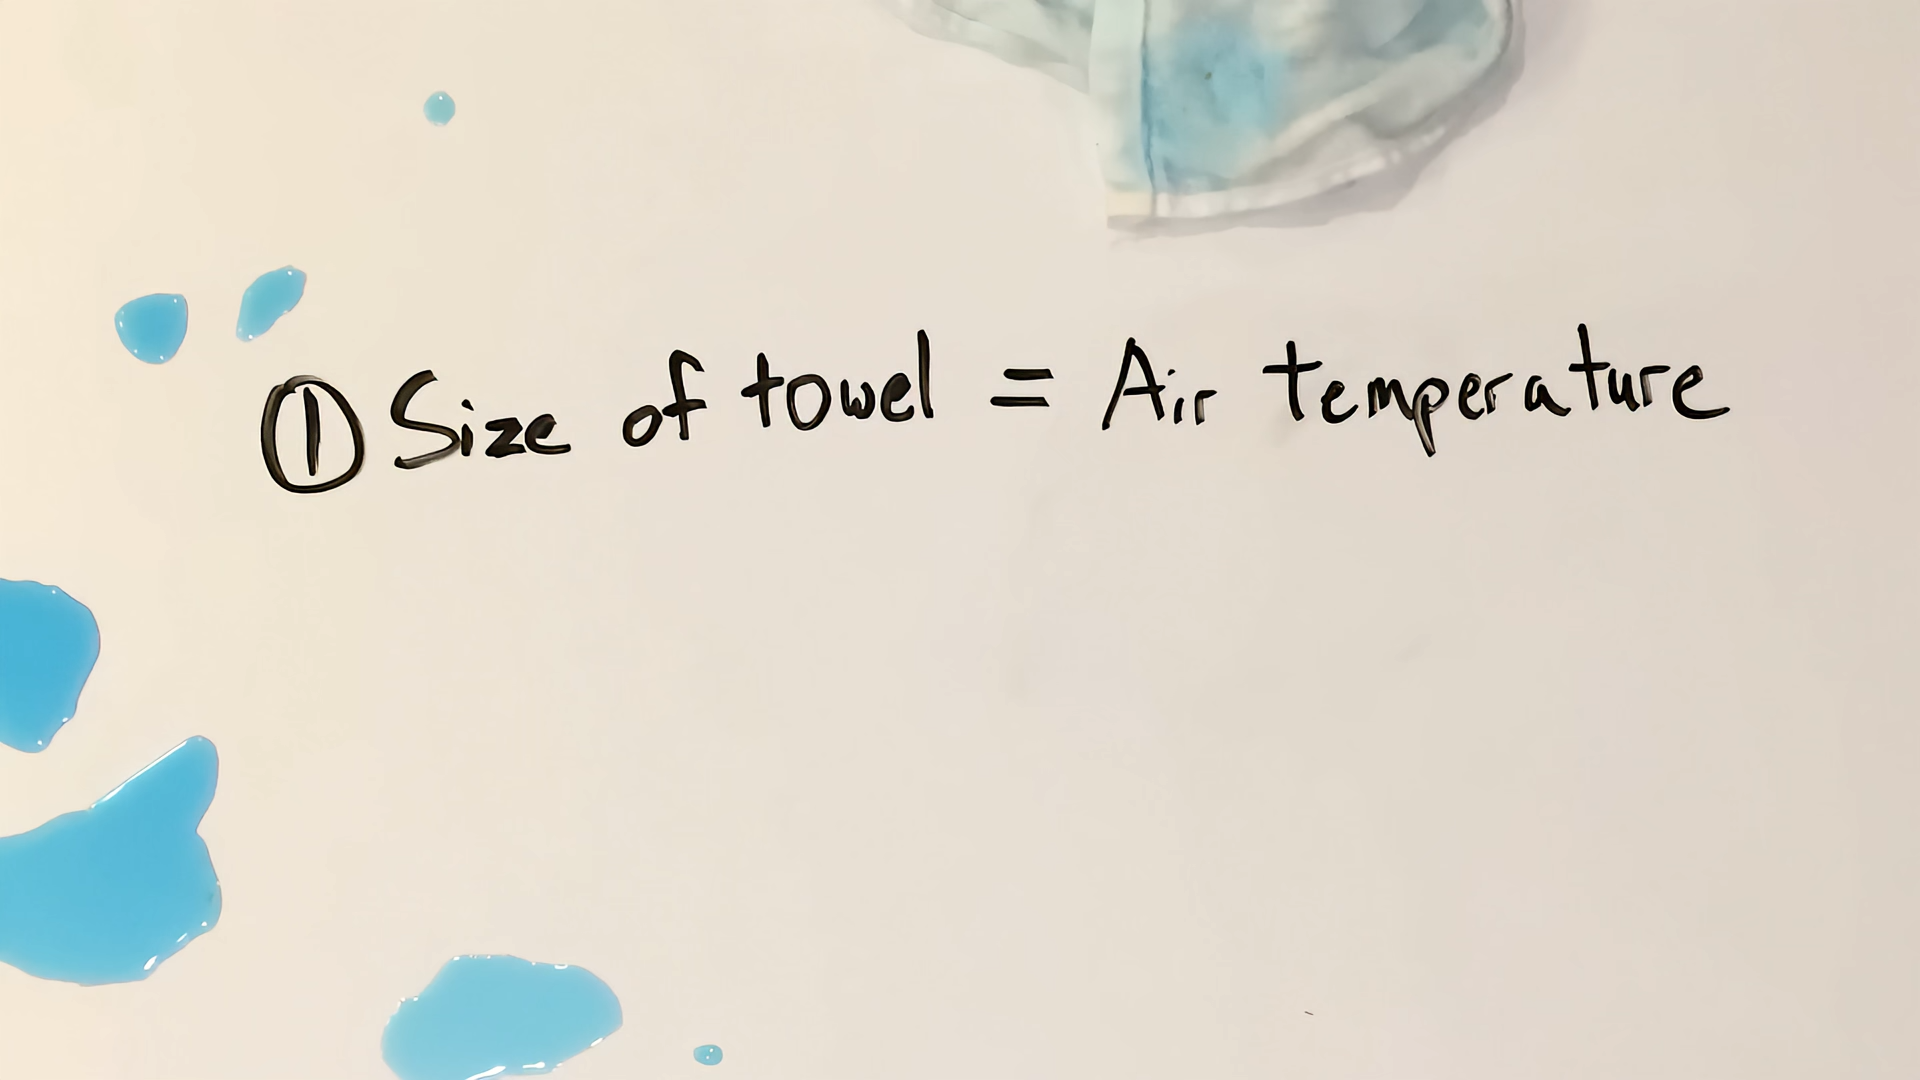 ① Size of towel = Air temperature